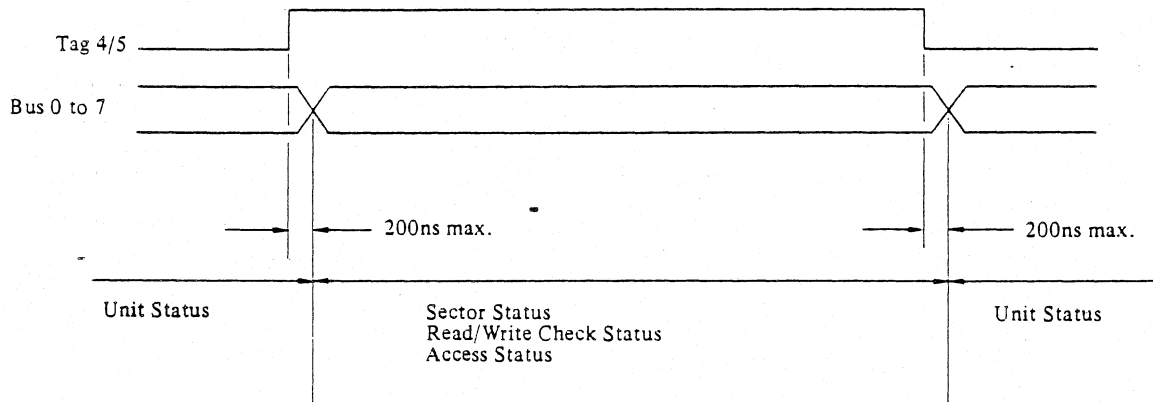 Tag 4/5
Bus 0 to 7
200ns max.
200ns max.
Unit Status
Sector Status
Read/Write Check Status
Access Status
Unit Status